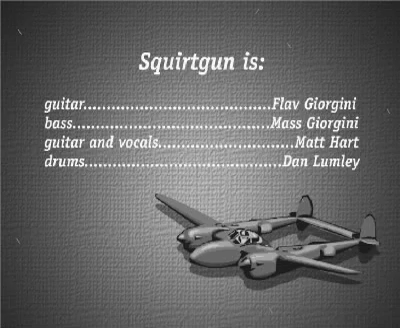 Squirtgun is:
guitar......................................Flav Giorgini
bass........................................Mass Giorgini
guitar and vocals............................Matt Hart
drums........................................Dan Lumley